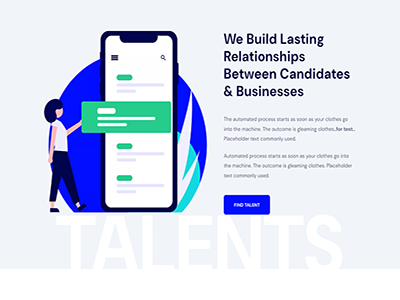 We Build Lasting
Relationships
Between Candidates
& Businesses
The automated process starts as soon as your clothes go
into the machine. The outcome is gleaming clothes..for text..
Placeholder text commonly used.
Automated process starts as soon as your clothes go into
the machine. The outcome is gleaming clothes. Placeholder
text commonly used.
FIND TALENT
TALENTS